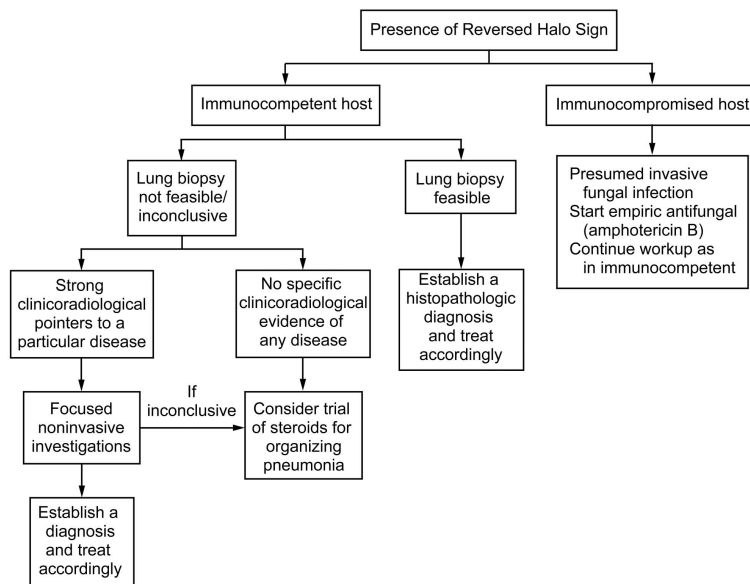 Presence of Reversed Halo Sign
Immunocompetent host
Immunocompromised host
Lung biopsy
not feasible/
inconclusive
Lung biopsy
feasible
Presumed invasive
fungal infection
Start empiric antifungal
(amphotericin B)
Continue workup as
in immunocompetent
Strong
clinicoradiological
pointers to a
particular disease
No specific
clinicoradiological
evidence of
any disease
Establish a
histopathologic
diagnosis
and treat
accordingly
Focused
noninvasive
investigations
If
inconclusive
Consider trial
of steroids for
organizing
pneumonia
Establish a
diagnosis
and treat
accordingly